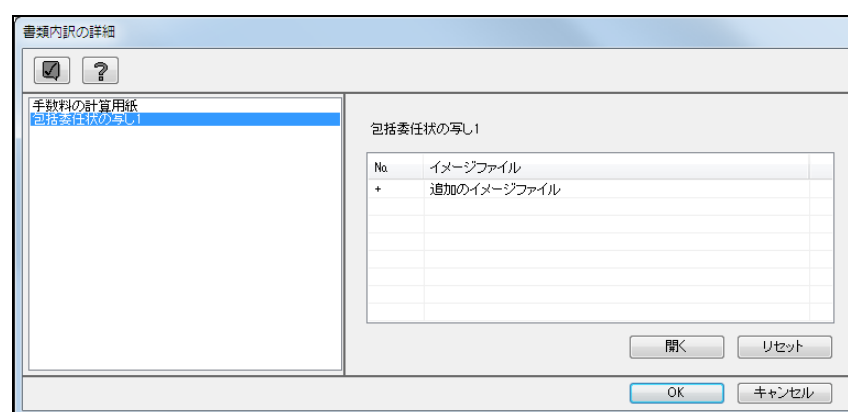 書類内訳の詳細
?
手数料の計算用紙
包括委任状の写し1
包括委任状の写し1
No. イメージファイル
+ 追加のイメージファイル
開く リセット
OK キャンセル